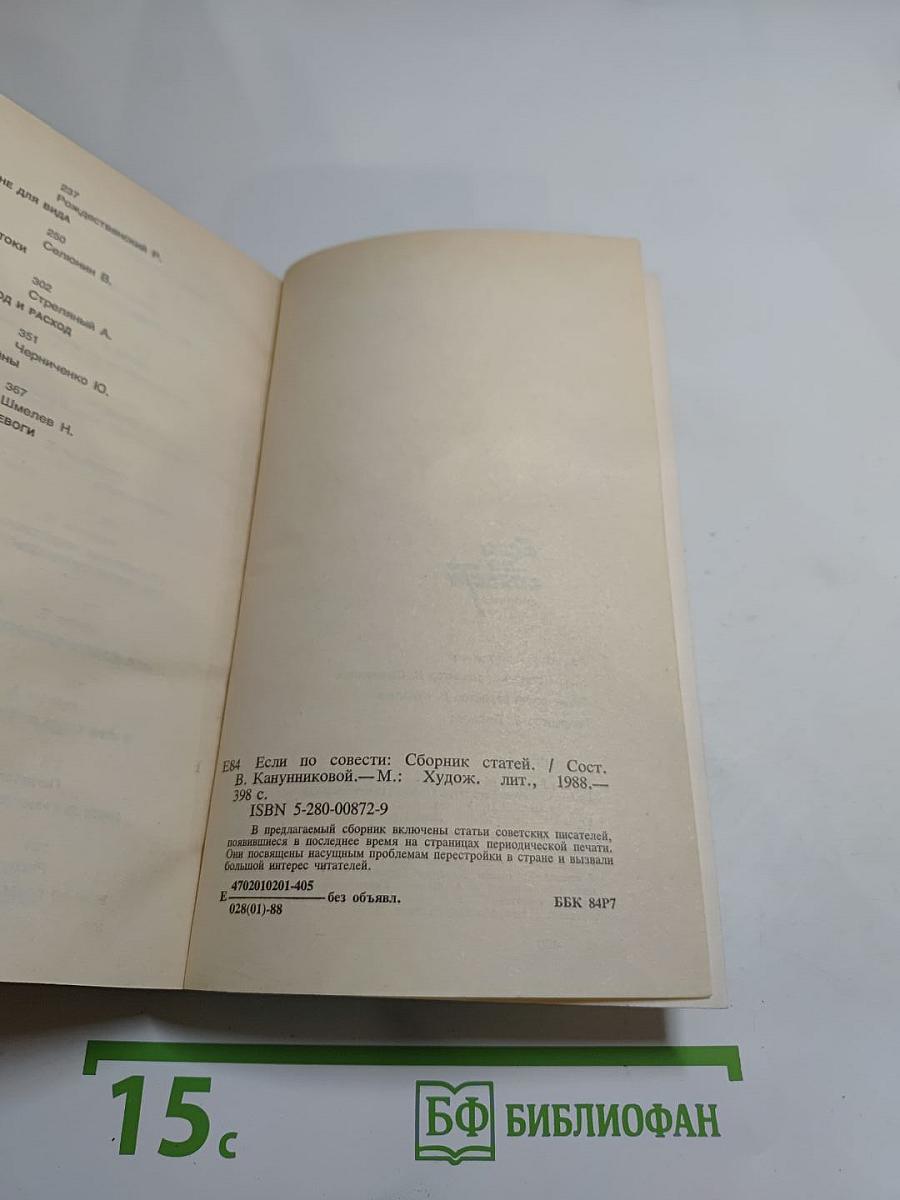 237
Рождественский Р.
НЕ ДЛЯ ВИДА
250
Селюнин В.
ТОКИ
302
Стреляный А.
ОД И РАСХОД
351
Черниченко Ю.
НЫ
367
Шмелев Н.
ЕВОГИ
Е84 Если по совести: Сборник статей. / Сост.
В. Канунниковой.— М.: Худож. лит., 1988.—
398 с.
ISBN 5-280-00872-9
В предлагаемый сборник включены статьи советских писателей,
появившиеся в последнее время на страницах периодической печати.
Они посвящены насущным проблемам перестройки в стране и вызвали
большой интерес читателей.
4702010201-405
Е без объявл.
028(01)-88
ББК 84Р7
15 с
БФ БИБЛИОФАН